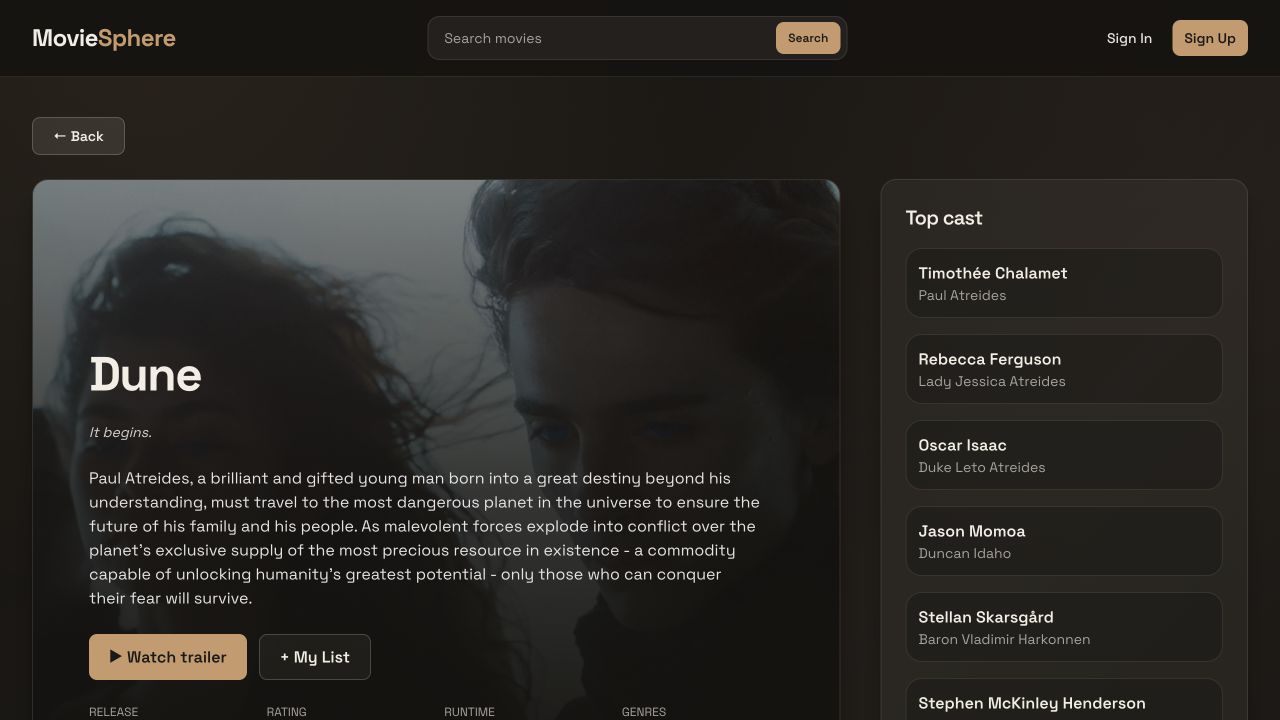 MovieSphere
Search movies
Search
Sign In
Sign Up
← Back
Dune
It begins.
Paul Atreides, a brilliant and gifted young man born into a great destiny beyond his
understanding, must travel to the most dangerous planet in the universe to ensure the
future of his family and his people. As malevolent forces explode into conflict over the
planet's exclusive supply of the most precious resource in existence - a commodity
capable of unlocking humanity's greatest potential - only those who can conquer
their fear will survive.
▶ Watch trailer
+ My List
RELEASE
RATING
RUNTIME
GENRES
Top cast
Timothée Chalamet
Paul Atreides
Rebecca Ferguson
Lady Jessica Atreides
Oscar Isaac
Duke Leto Atreides
Jason Momoa
Duncan Idaho
Stellan Skarsgård
Baron Vladimir Harkonnen
Stephen McKinley Henderson